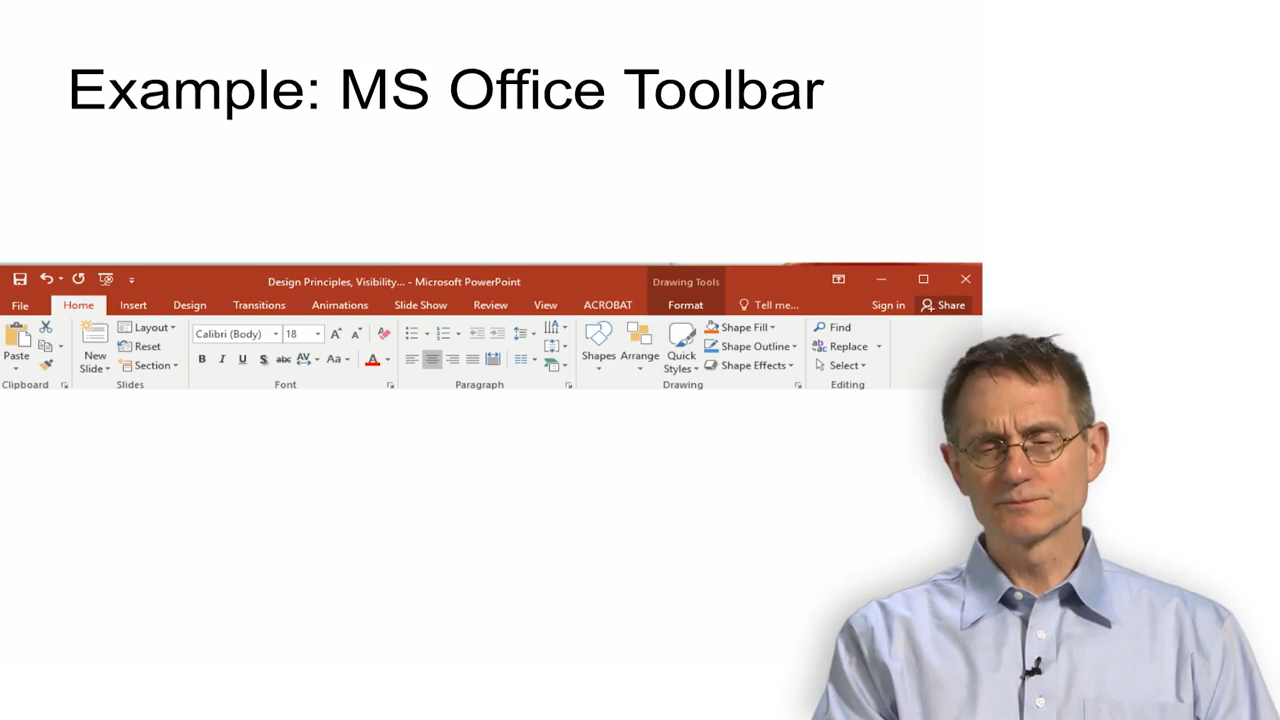 Example: MS Office Toolbar
Design Principles, Visibility... - Microsoft PowerPoint
Drawing Tools
File Home Insert Design Transitions Animations Slide Show Review View ACROBAT Format Tell me... Sign in Share
Paste
Clipboard
New
Slide
Layout
Reset
Section
Slides
Calibri (Body) 18
B I U S abc AV Aa A
Font
Paragraph
Shapes
Arrange
Quick
Styles
Shape Fill
Shape Outline
Shape Effects
Drawing
Find
Replace
Select
Editing